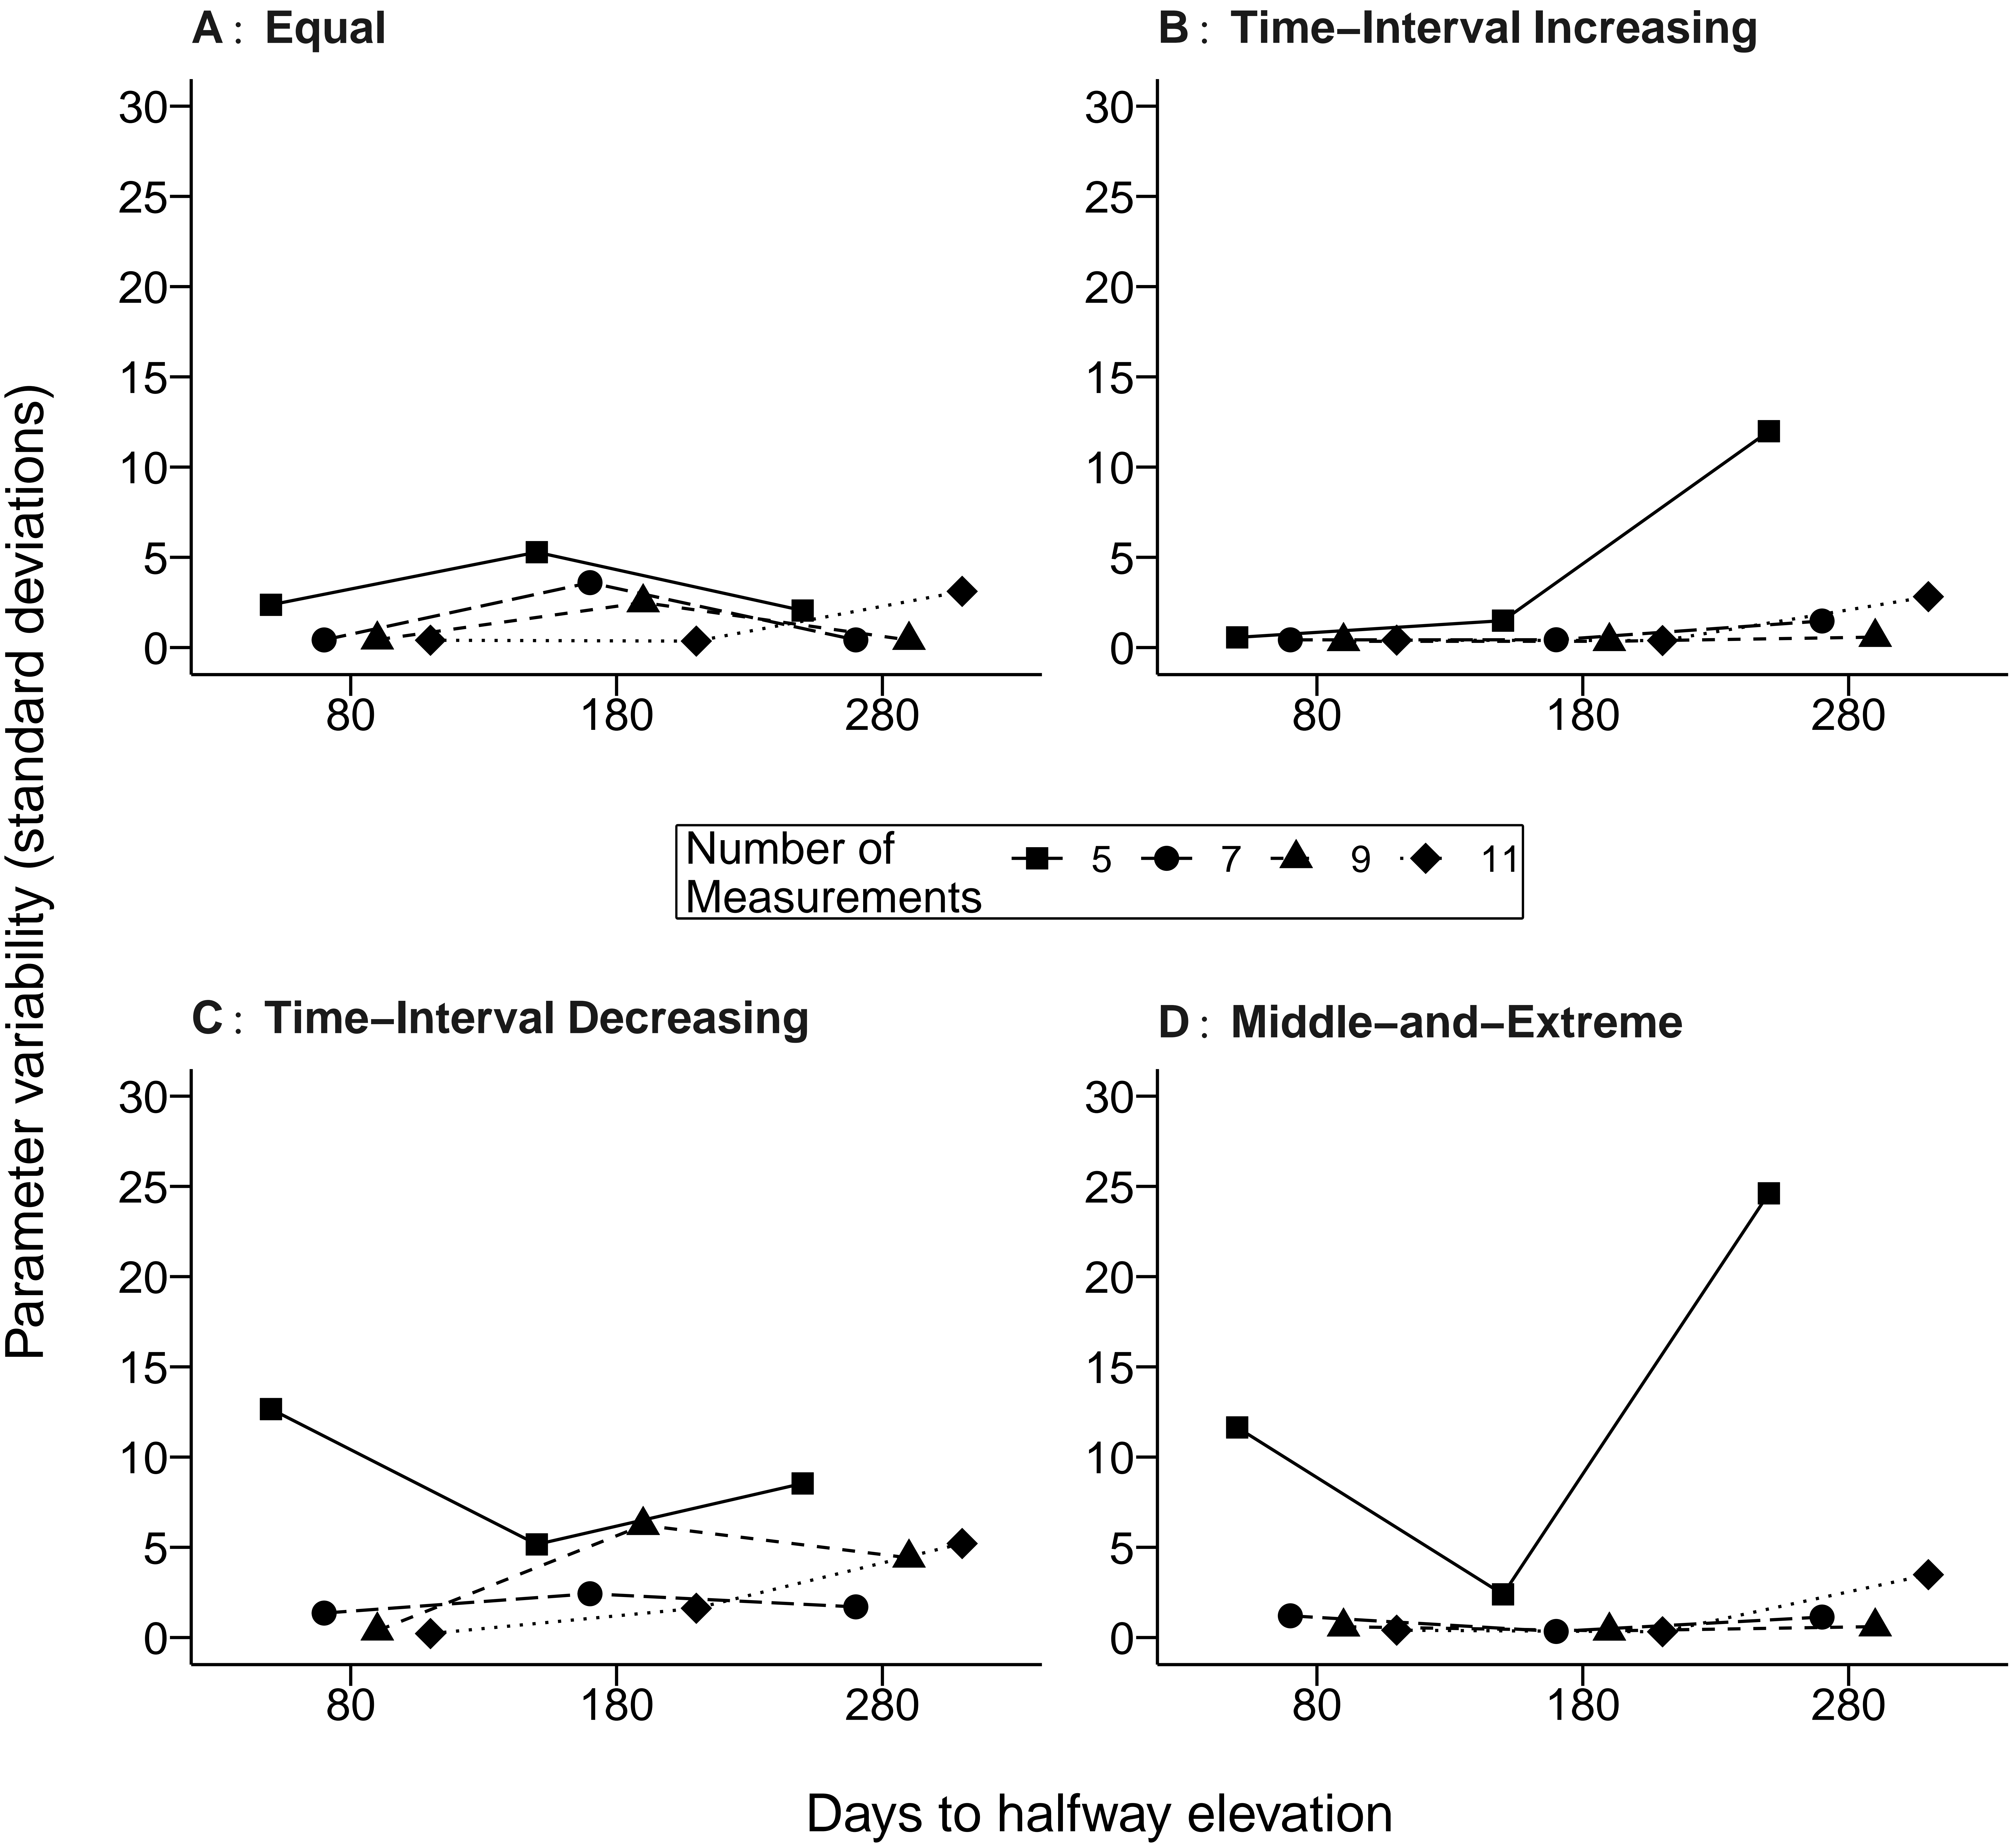 A: Equal
30
25
20
15
10
5
0
80 180 280
B: Time–Interval Increasing
30
25
20
15
10
5
0
80 180 280
Parameter variability (standard deviations)
Number of
Measurements
5 7 9 11
C: Time–Interval Decreasing
30
25
20
15
10
5
0
80 180 280
D: Middle–and–Extreme
30
25
20
15
10
5
0
80 180 280
Days to halfway elevation